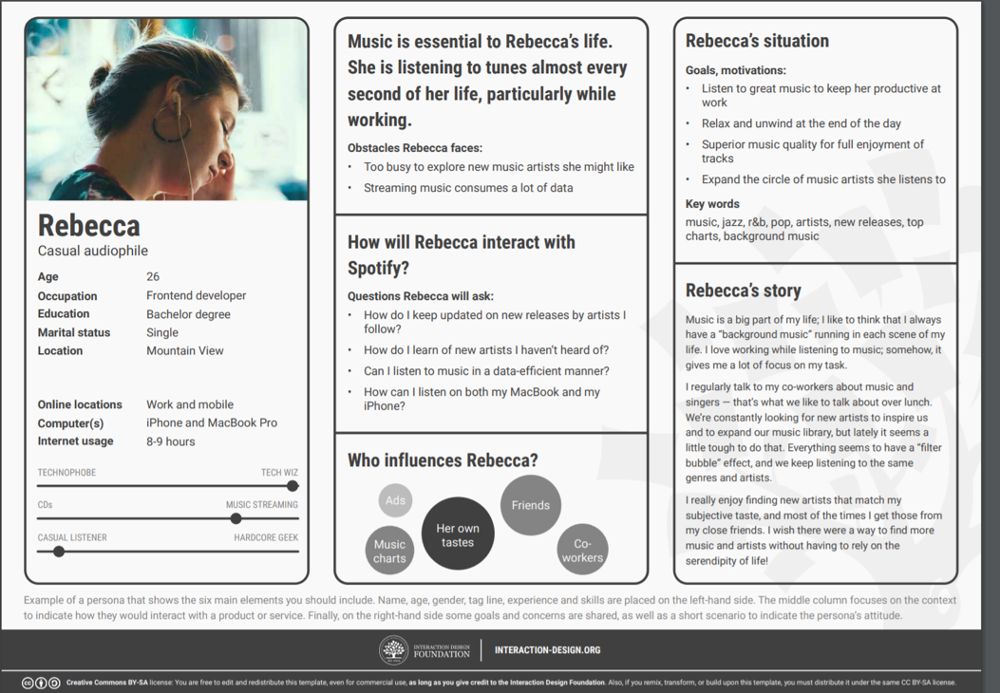 Rebecca
Casual audiophile
Age 26
Occupation Frontend developer
Education Bachelor degree
Marital status Single
Location Mountain View
Online locations Work and mobile
Computer(s) iPhone and MacBook Pro
Internet usage 8-9 hours
TECHNOPHOBE TECH WIZ
CDs MUSIC STREAMING
CASUAL LISTENER HARDCORE GEEK
Music is essential to Rebecca’s life.
She is listening to tunes almost every
second of her life, particularly while
working.
Obstacles Rebecca faces:
• Too busy to explore new music artists she might like
• Streaming music consumes a lot of data
How will Rebecca interact with
Spotify?
Questions Rebecca will ask:
• How do I keep updated on new releases by artists I
follow?
• How do I learn of new artists I haven’t heard of?
• Can I listen to music in a data-efficient manner?
• How can I listen on both my MacBook and my
iPhone?
Who influences Rebecca?
Ads
Music
charts
Her own
tastes
Friends
Co-
workers
Rebecca’s situation
Goals, motivations:
• Listen to great music to keep her productive at
work
• Relax and unwind at the end of the day
• Superior music quality for full enjoyment of
tracks
• Expand the circle of music artists she listens to
Key words
music, jazz, r&b, pop, artists, new releases, top
charts, background music
Rebecca’s story
Music is a big part of my life; I like to think that I always
have a “background music” running in each scene of my
life. I love working while listening to music; somehow, it
gives me a lot of focus on my task.
I regularly talk to my co-workers about music and
singers — that’s what we like to talk about over lunch.
We’re constantly looking for new artists to inspire us
and to expand our music library, but lately it seems a
little tough to do that. Everything seems to have a “filter
bubble” effect, and we keep listening to the same
genres and artists.
I really enjoy finding new artists that match my
subjective taste, and most of the times I get those from
my close friends. I wish there were a way to find more
music and artists without having to rely on the
serendipity of life!
Example of a persona that shows the six main elements you should include. Name, age, gender, tag line, experience and skills are placed on the left-hand side. The middle column focuses on the context
to indicate how they would interact with a product or service. Finally, on the right-hand side some goals and concerns are shared, as well as a short scenario to indicate the persona’s attitude.
INTERACTION DESIGN
FOUNDATION
INTERACTION-DESIGN.ORG
Creative Commons BY-SA license: You are free to edit and redistribute this template, even for commercial use, as long as you give credit to the Interaction Design Foundation. Also, if you remix, transform, or build upon this template, you must distribute it under the same CC BY-SA license.